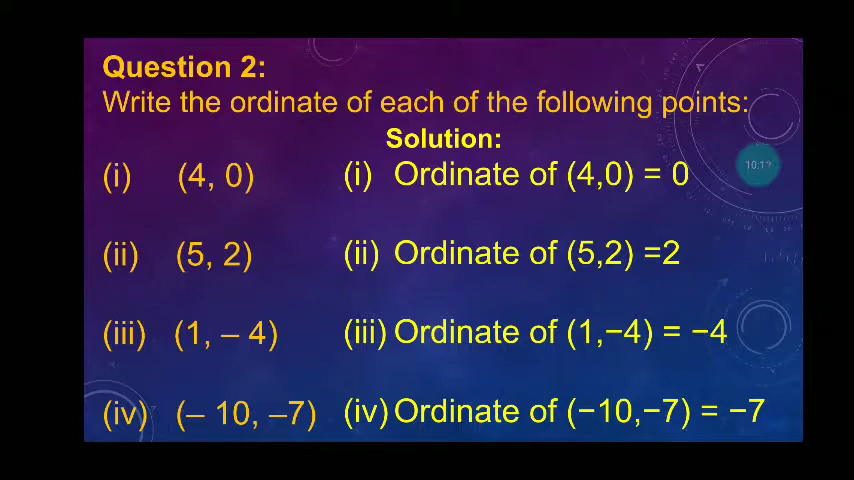 Question 2:
Write the ordinate of each of the following points:
Solution:
(i) (4, 0) (i) Ordinate of (4,0) = 0
(ii) (5, 2) (ii) Ordinate of (5,2) =2
(iii) (1, – 4) (iii) Ordinate of (1,−4) = −4
(iv) (– 10, –7) (iv) Ordinate of (−10,−7) = −7